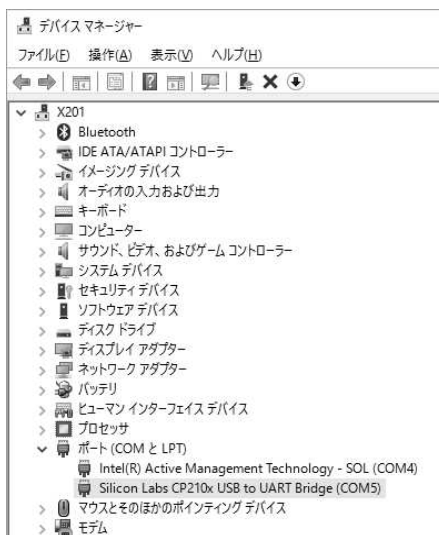 デバイス マネージャー
ファイル(F) 操作(A) 表示(V) ヘルプ(H)
X201
Bluetooth
IDE ATA/ATAPI コントローラー
イメージング デバイス
オーディオの入力および出力
キーボード
コンピューター
サウンド、ビデオ、およびゲーム コントローラー
システム デバイス
セキュリティ デバイス
ソフトウェア デバイス
ディスク ドライブ
ディスプレイ アダプター
ネットワーク アダプター
バッテリ
ヒューマン インターフェイス デバイス
プロセッサ
ポート (COM と LPT)
Intel(R) Active Management Technology - SOL (COM4)
Silicon Labs CP210x USB to UART Bridge (COM5)
マウスとそのほかのポインティング デバイス
モデム